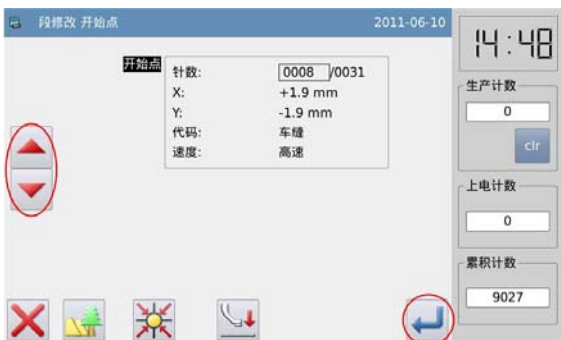 段修改 开始点 2011-06-10
14:48
开始点
针数: 0008 /0031
X: +1.9 mm
Y: -1.9 mm
代码: 车缝
速度: 高速
生产计数
0
clr
上电计数
0
累积计数
9027